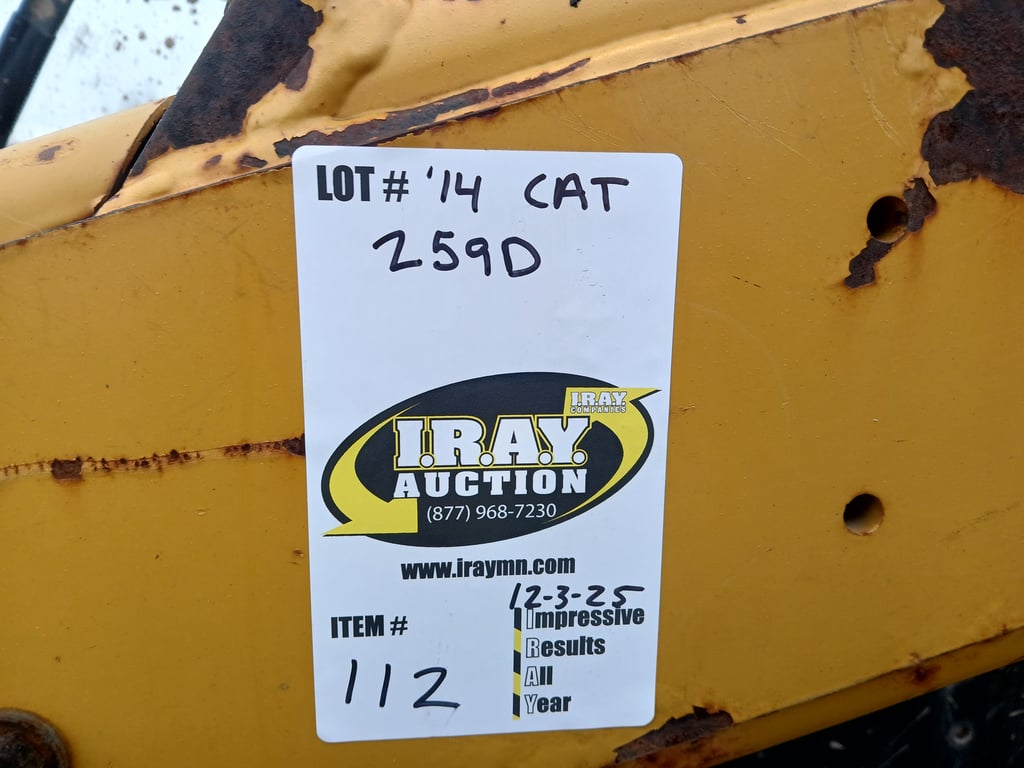 LOT # '14 CAT
259D
I.R.A.Y.
COMPANIES
I.R.A.Y.
AUCTION
(877) 968-7230
www.iraymn.com
12-3-25
ITEM #
112
Impressive
Results
All
Year